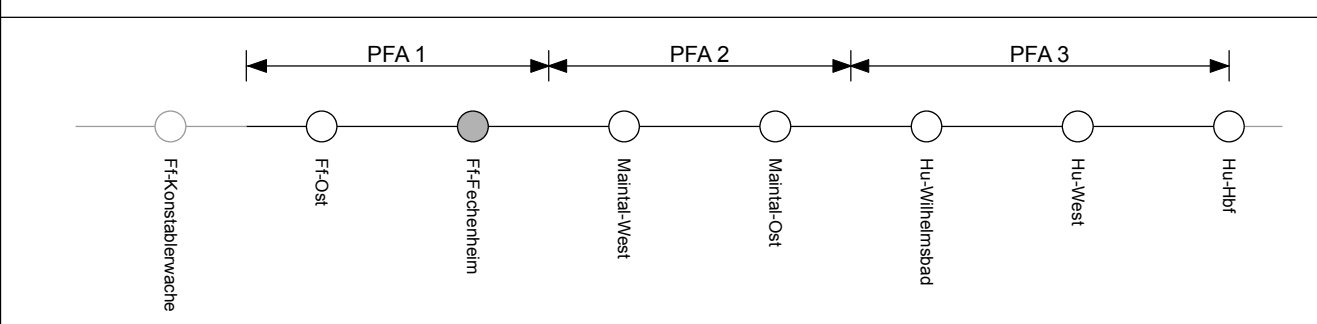 PFA 1
PFA 2
PFA 3
Ff-Konstablerwache
Ff-Ost
Ff-Fechenheim
Maintal-West
Maintal-Ost
Hu-Wilhelmsbad
Hu-West
Hu-Hbf